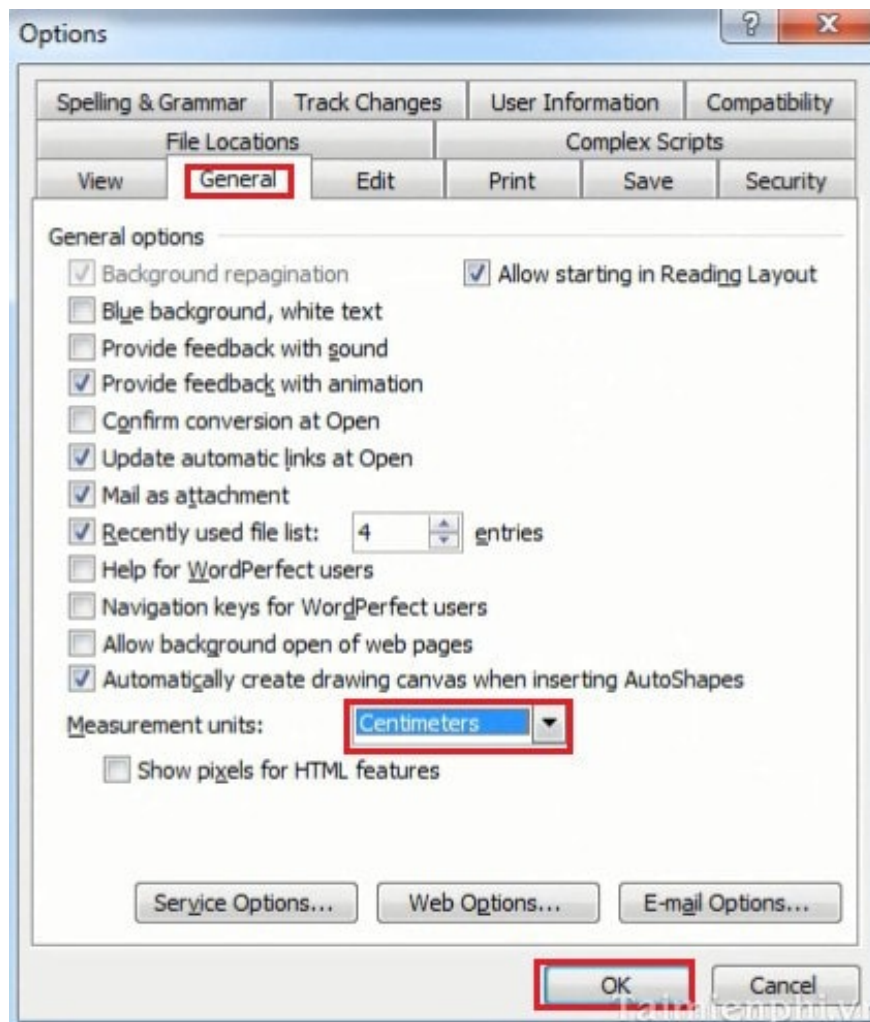 Options
Spelling & Grammar Track Changes User Information Compatibility
File Locations Complex Scripts
View General Edit Print Save Security
General options
Background repagination Allow starting in Reading Layout
Blue background, white text
Provide feedback with sound
Provide feedback with animation
Confirm conversion at Open
Update automatic links at Open
Mail as attachment
Recently used file list: 4 entries
Help for WordPerfect users
Navigation keys for WordPerfect users
Allow background open of web pages
Automatically create drawing canvas when inserting AutoShapes
Measurement units: Centimeters
Show pixels for HTML features
Service Options... Web Options... E-mail Options...
OK Cancel